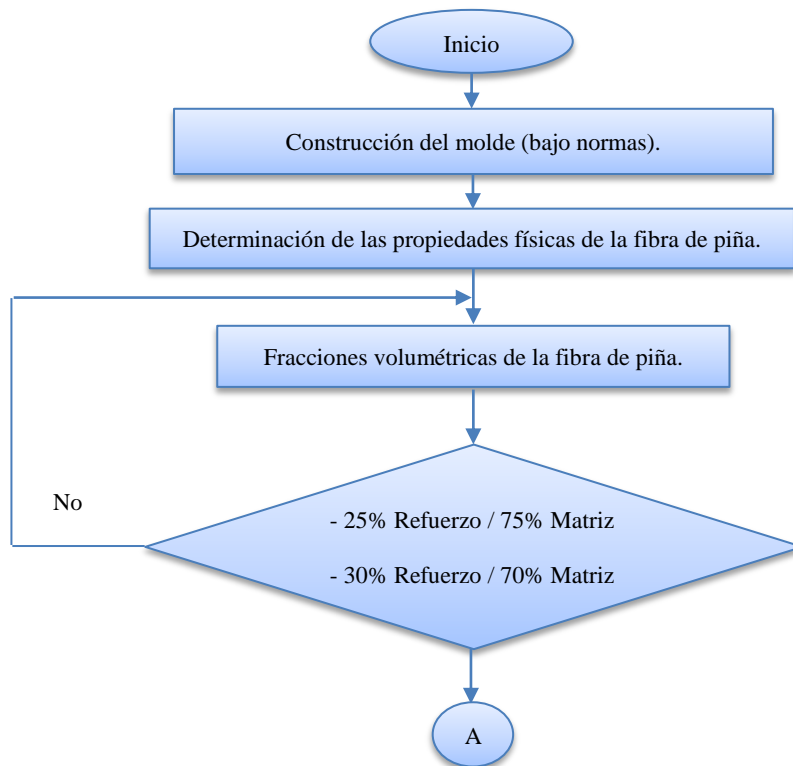 Inicio
Construcción del molde (bajo normas).
Determinación de las propiedades físicas de la fibra de piña.
Fracciones volumétricas de la fibra de piña.
No
- 25% Refuerzo / 75% Matriz
- 30% Refuerzo / 70% Matriz
A